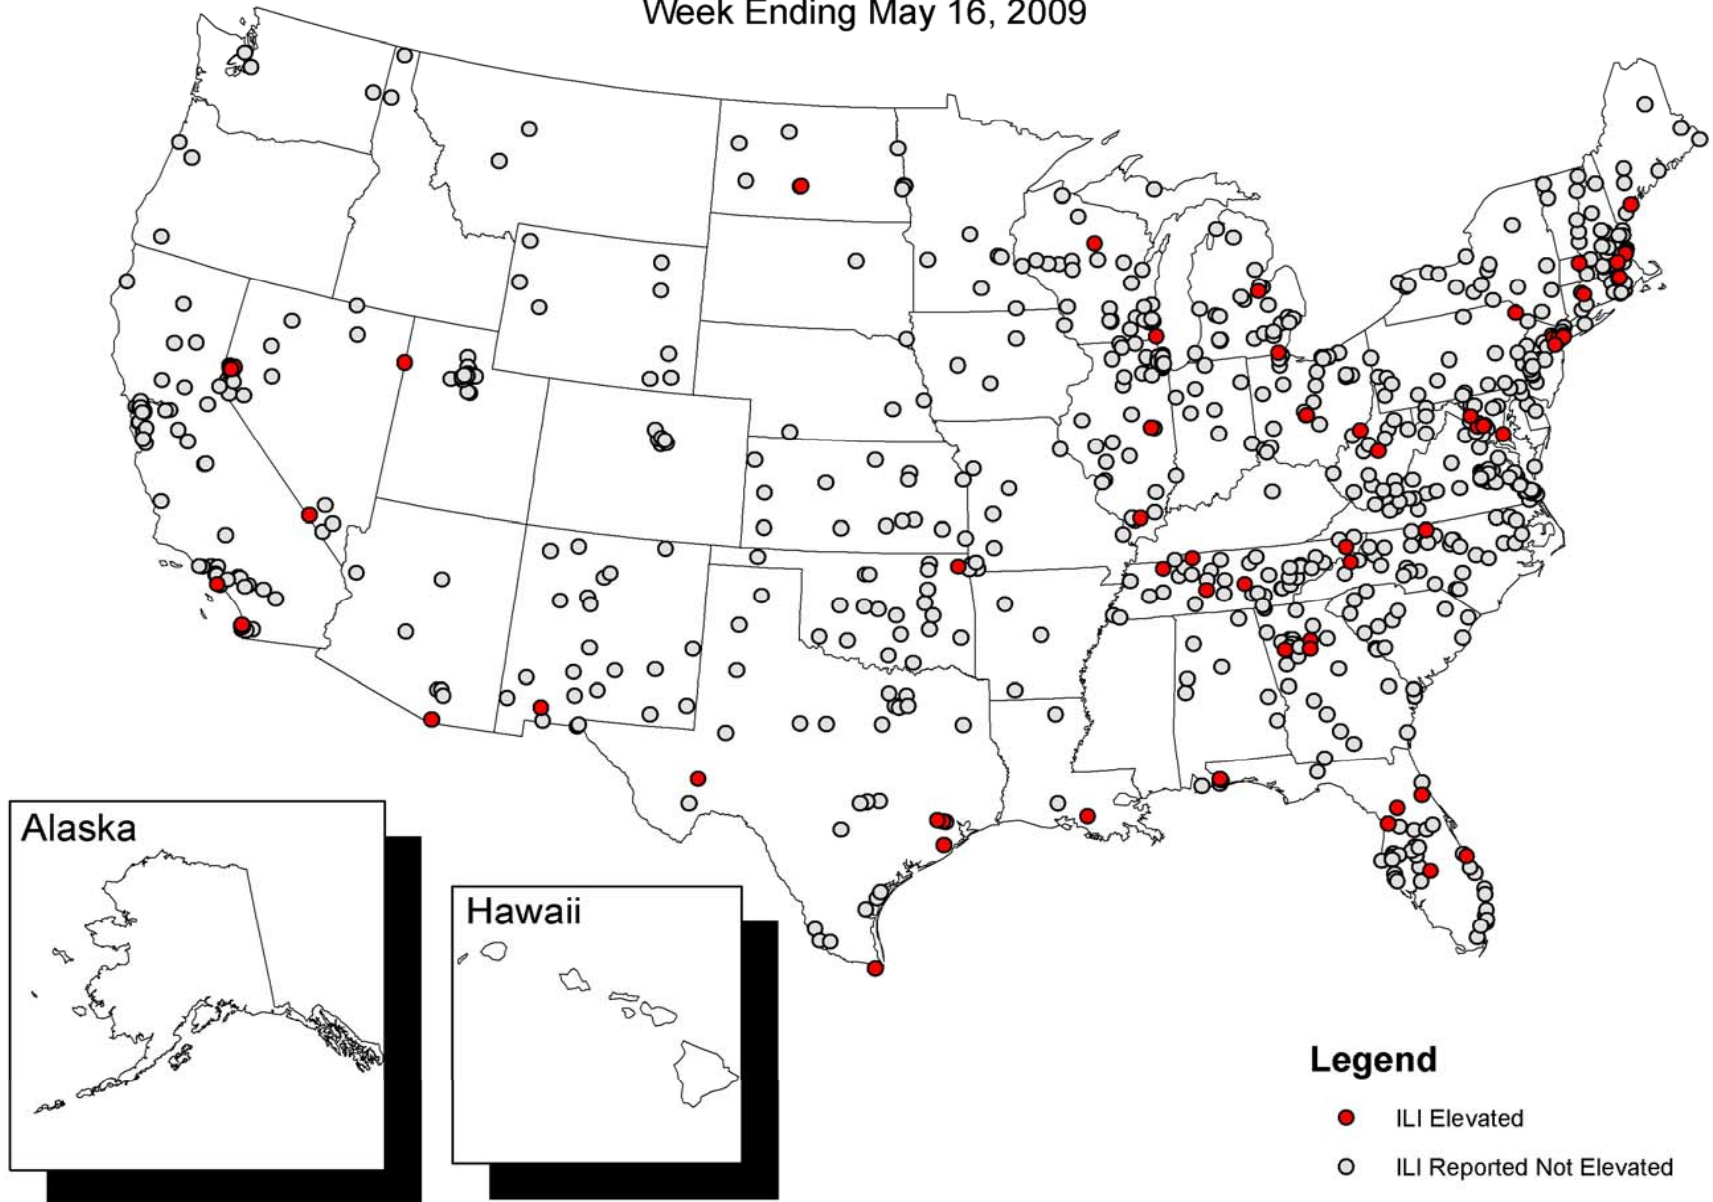 Week Ending May 16, 2009
Alaska
Hawaii
Legend
ILI Elevated
ILI Reported Not Elevated